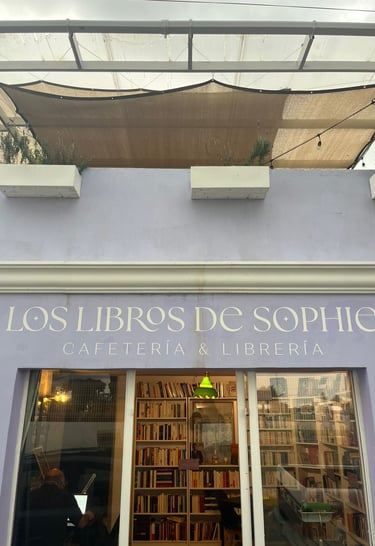 LOS LIBROS DE SOPHIE
CAFETERÍA & LIBRERÍA